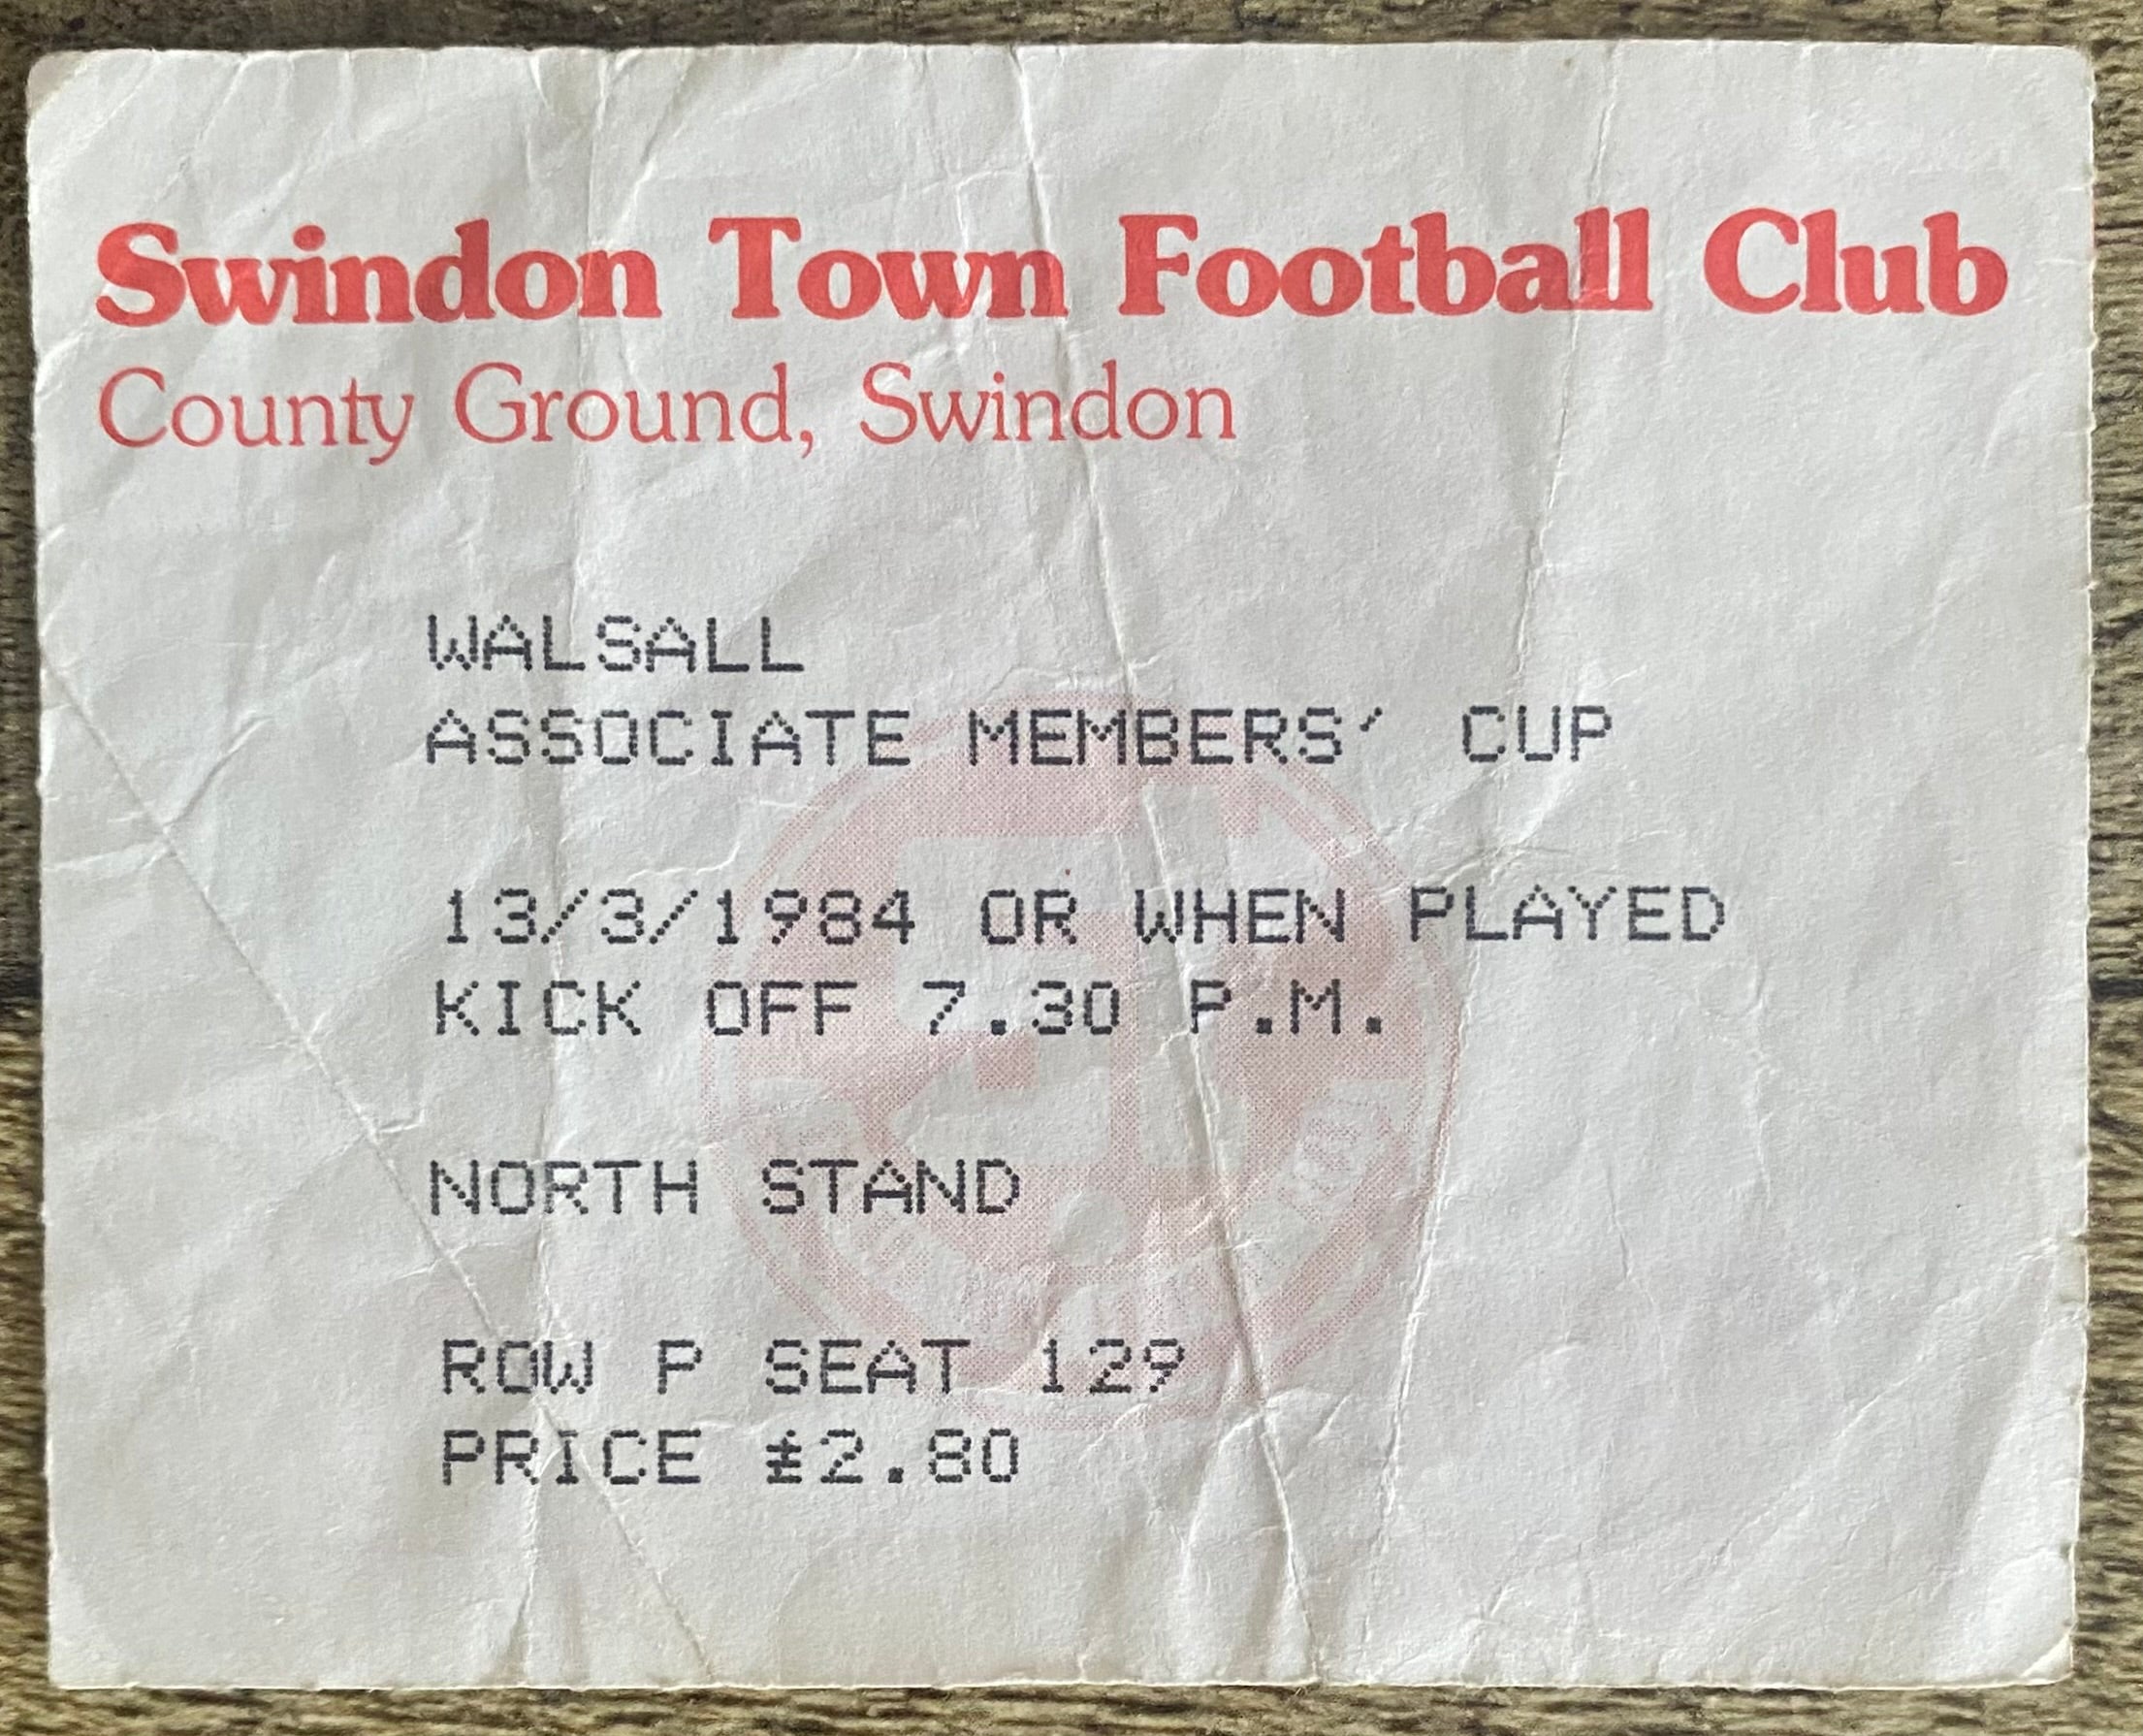 Swindon Town Football Club
County Ground, Swindon
WALSALL
ASSOCIATE MEMBERS' CUP
13/3/1984 OR WHEN PLAYED
KICK OFF 7.30 P.M.
NORTH STAND
ROW P SEAT 129
PRICE £2.80